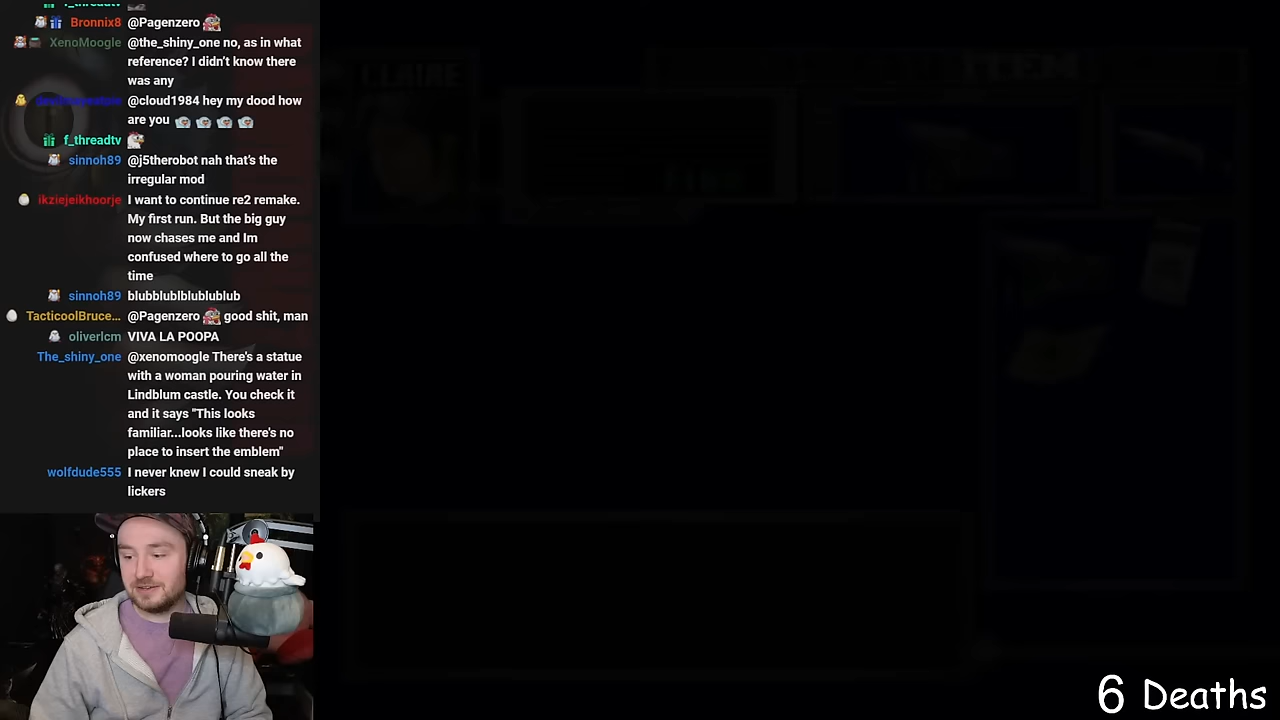 f_threadtv
Bronnix8 @Pagenzero
XenoMoogle @the_shiny_one no, as in what
reference? I didn't know there
was any
@cloud1984 hey my dood how
are you
f_threadtv
sinnoh89 @j5therobot nah that's the
irregular mod
ikziejeikhoorje I want to continue re2 remake.
My first run. But the big guy
now chases me and Im
confused where to go all the
time
sinnoh89 blubblublblublublub
TacticoolBruce... @Pagenzero good shit, man
oliverlcm VIVA LA POOPA
The_shiny_one @xenomoogle There's a statue
with a woman pouring water in
Lindblum castle. You check it
and it says "This looks
familiar...looks like there's no
place to insert the emblem"
wolfdude555 I never knew I could sneak by
lickers
CLAIRE
ITEM
6 Deaths